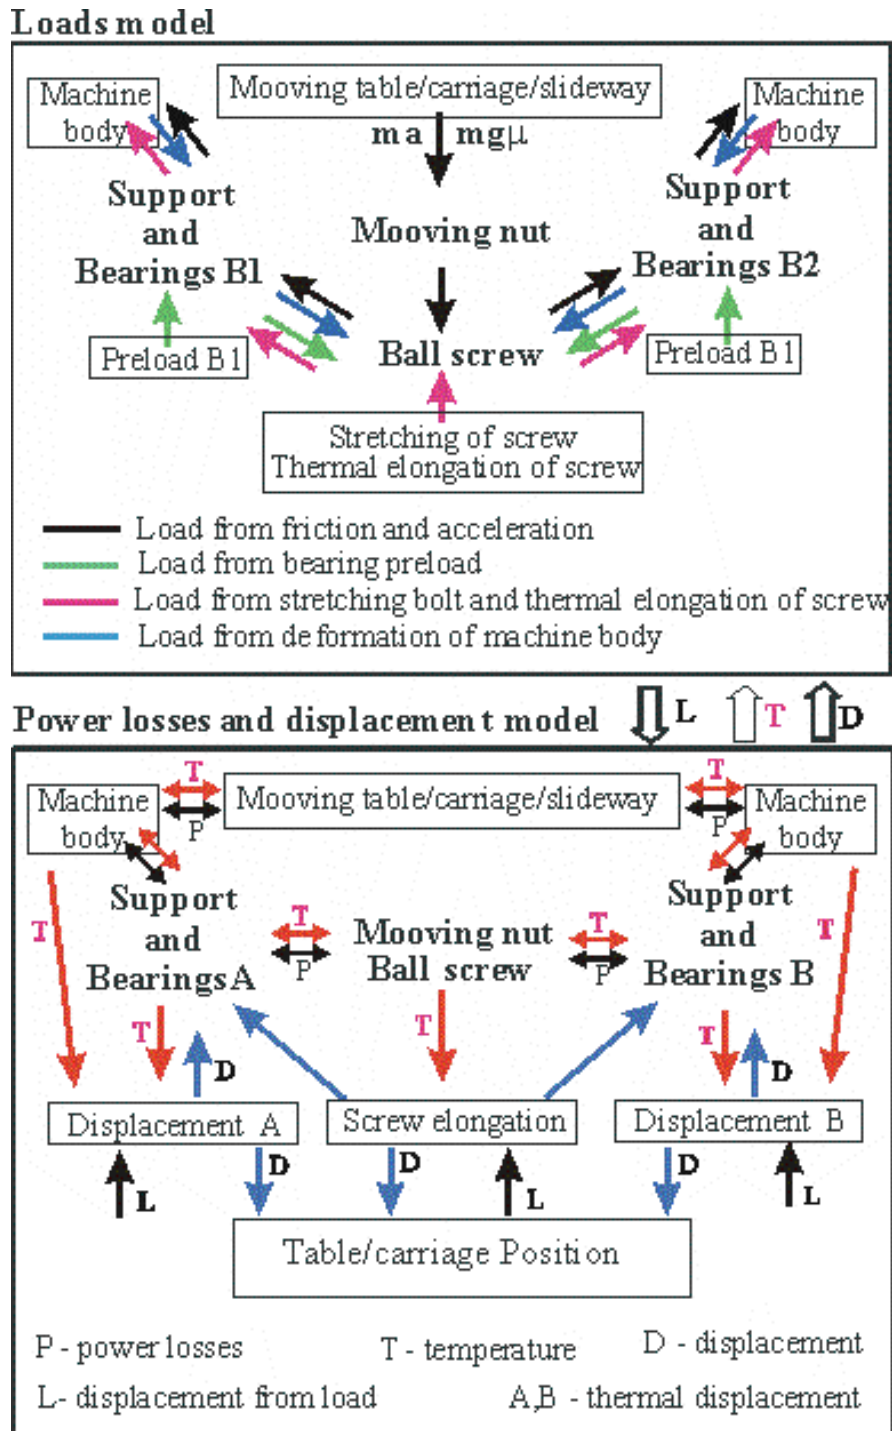 Loads model
Machine
body
Mooving table/carriage/slideway
Machine
body
ma mgμ
Support
and
Bearings B1
Mooving nut
Support
and
Bearings B2
Preload B1
Ball screw
Preload B1
Stretching of screw
Thermal elongation of screw
Load from friction and acceleration
Load from bearing preload
Load from stretching bolt and thermal elongation of screw
Load from deformation of machine body
Power losses and displacement model
L
T
D
Machine
body
T
P
Mooving table/carriage/slideway
T
P
Machine
body
T
Support
and
Bearings A
T
P
Mooving nut
Ball screw
T
P
Support
and
Bearings B
T
T
D
T
T
D
Displacement A
Screw elongation
Displacement B
L
D
D
L
D
L
Table/carriage Position
P - power losses
T - temperature
D - displacement
L- displacement from load
A,B - thermal displacement